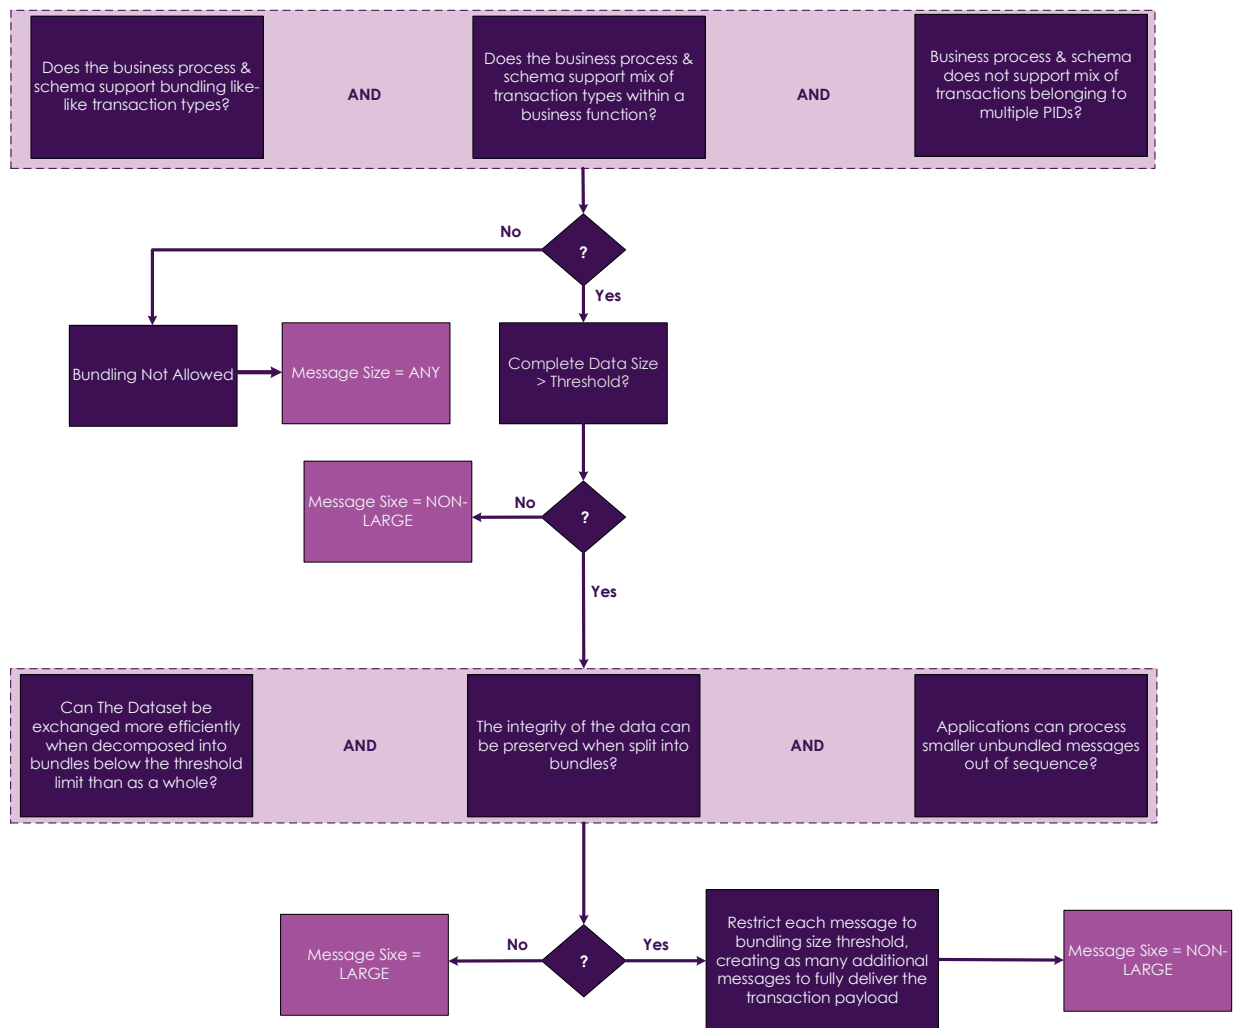 Does the business process &
schema support bundling like-
like transaction types?
AND
Does the business process &
schema support mix of
transaction types within a
business function?
AND
Business process & schema
does not support mix of
transactions belonging to
multiple PIDs?
No
?
Yes
Bundling Not Allowed
Message Size = ANY
Complete Data Size
> Threshold?
Message Sixe = NON-
LARGE
No
?
Yes
Can The Dataset be
exchanged more efficiently
when decomposed into
bundles below the threshold
limit than as a whole?
AND
The integrity of the data can
be preserved when split into
bundles?
AND
Applications can process
smaller unbundled messages
out of sequence?
Message Sixe =
LARGE
No
?
Yes
Restrict each message to
bundling size threshold,
creating as many additional
messages to fully deliver the
transaction payload
Message Sixe = NON-
LARGE